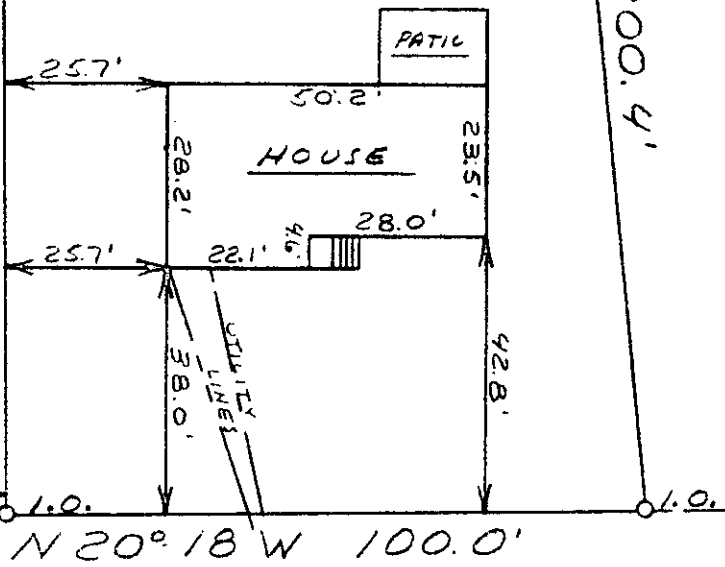 PATIO
00.4'
25.7'
50.2'
28.2'
HOUSE
23.5'
28.0'
4.6'
25.7'
22.1'
UTILITY
LINES
38.0'
42.8'
I.O.
I.O.
N 20° 18 W 100.0'